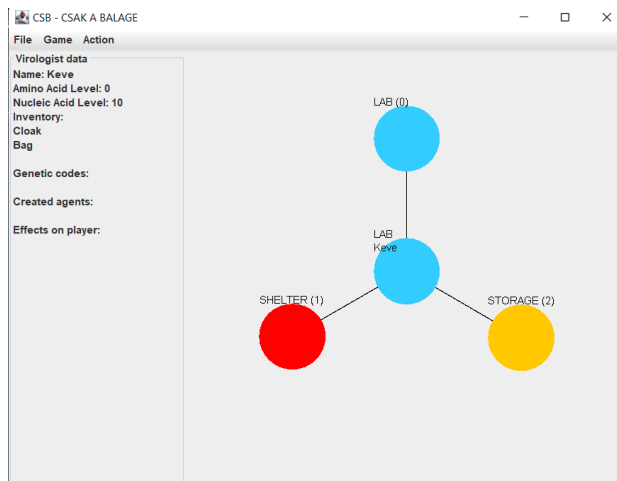 CSB - CSAK A BALAGE
File Game Action
Virologist data
Name: Keve
Amino Acid Level: 0
Nucleic Acid Level: 10
Inventory:
Cloak
Bag
Genetic codes:
Created agents:
Effects on player:
LAB (0)
LAB
Keve
SHELTER (1)
STORAGE (2)